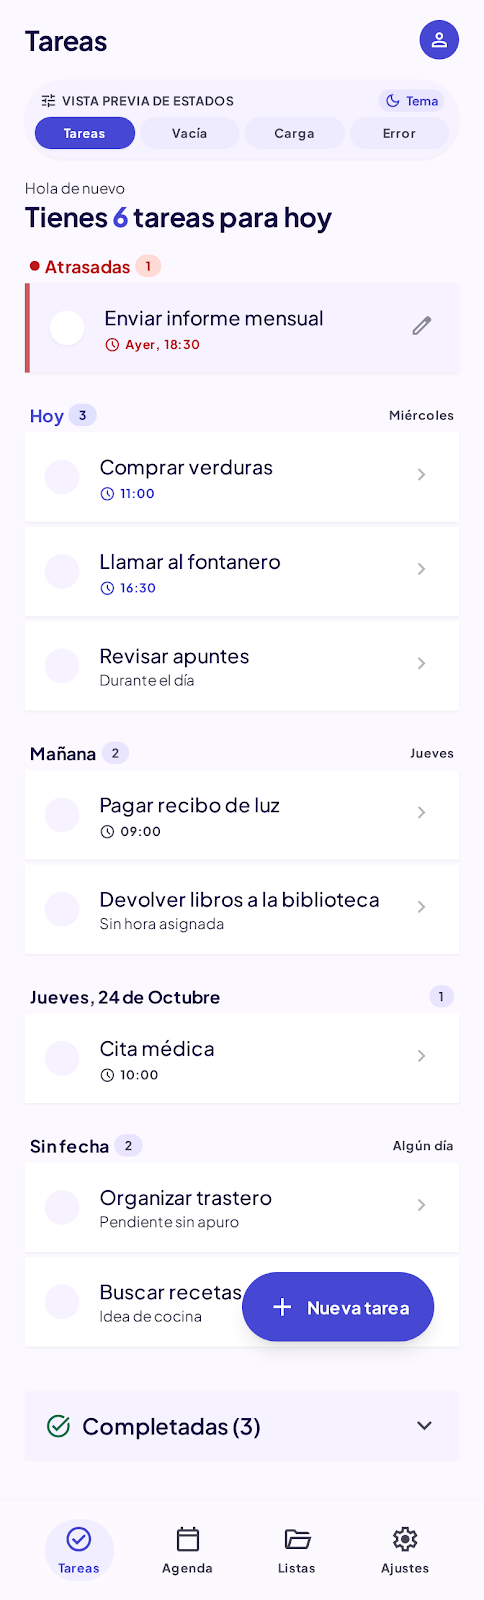 Tareas
VISTA PREVIA DE ESTADOS
Tema
Tareas
Vacía
Carga
Error
Hola de nuevo
Tienes 6 tareas para hoy
Atrasadas 1
Enviar informe mensual
Ayer, 18:30
Hoy 3 Miércoles
Comprar verduras
11:00
Llamar al fontanero
16:30
Revisar apuntes
Durante el día
Mañana 2 Jueves
Pagar recibo de luz
09:00
Devolver libros a la biblioteca
Sin hora asignada
Jueves, 24 de Octubre 1
Cita médica
10:00
Sin fecha 2 Algún día
Organizar trastero
Pendiente sin apuro
Buscar recetas
Idea de cocina
Nueva tarea
Completadas (3)
Tareas
Agenda
Listas
Ajustes